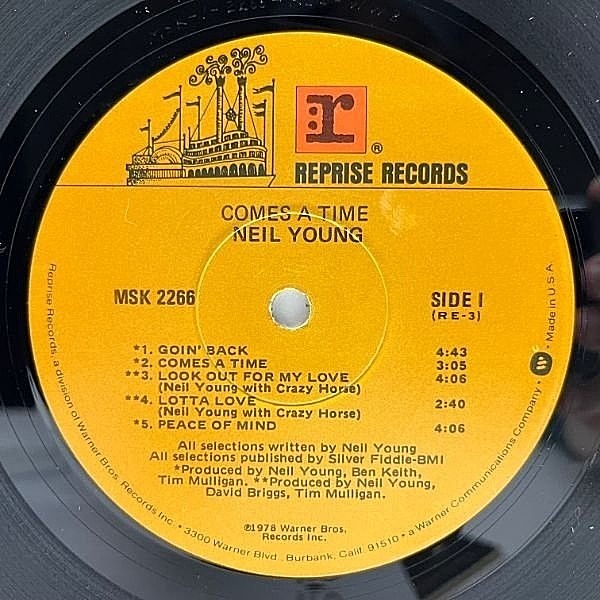 r
®
REPRISE RECORDS
COMES A TIME
NEIL YOUNG
MSK 2266
SIDE 1
(RE-3)
*1. GOIN' BACK 4:43
*2. COMES A TIME 3:05
**3. LOOK OUT FOR MY LOVE 4:06
(Neil Young with Crazy Horse)
**4. LOTTA LOVE 2:40
(Neil Young with Crazy Horse)
*5. PEACE OF MIND 4:06
All selections written by Neil Young
All selections published by Silver Fiddle-BMI
*Produced by Neil Young, Ben Keith,
Tim Mulligan. **Produced by Neil Young,
David Briggs, Tim Mulligan.
℗1978 Warner Bros.
Records Inc.
Reprise Records, a division of Warner Bros. Records Inc. • 3300 Warner Blvd., Burbank, Calif. 91510 • a Warner Communications Company • Made in U.S.A.